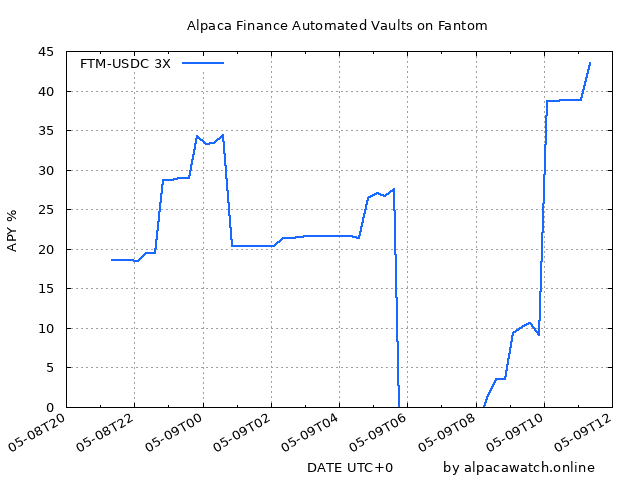 Alpaca Finance Automated Vaults on Fantom
FTM-USDC 3X
APY %
45
40
35
30
25
20
15
10
5
0
05-08T20
05-08T22
05-09T00
05-09T02
05-09T04
05-09T06
05-09T08
05-09T10
05-09T12
DATE UTC+0
by alpacawatch.online